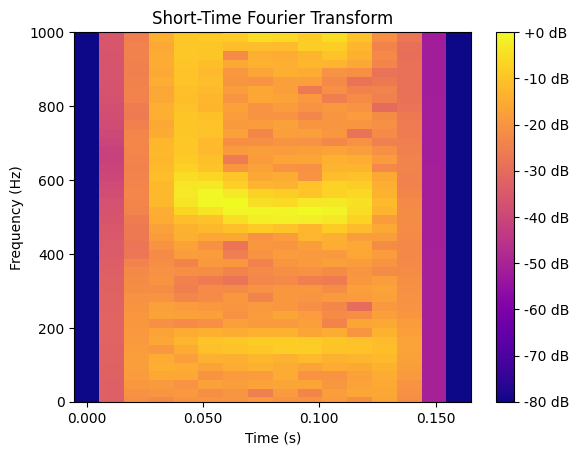 Short-Time Fourier Transform
1000
800
600
400
200
0
Frequency (Hz)
0.000
0.050
0.100
0.150
Time (s)
+0 dB
-10 dB
-20 dB
-30 dB
-40 dB
-50 dB
-60 dB
-70 dB
-80 dB